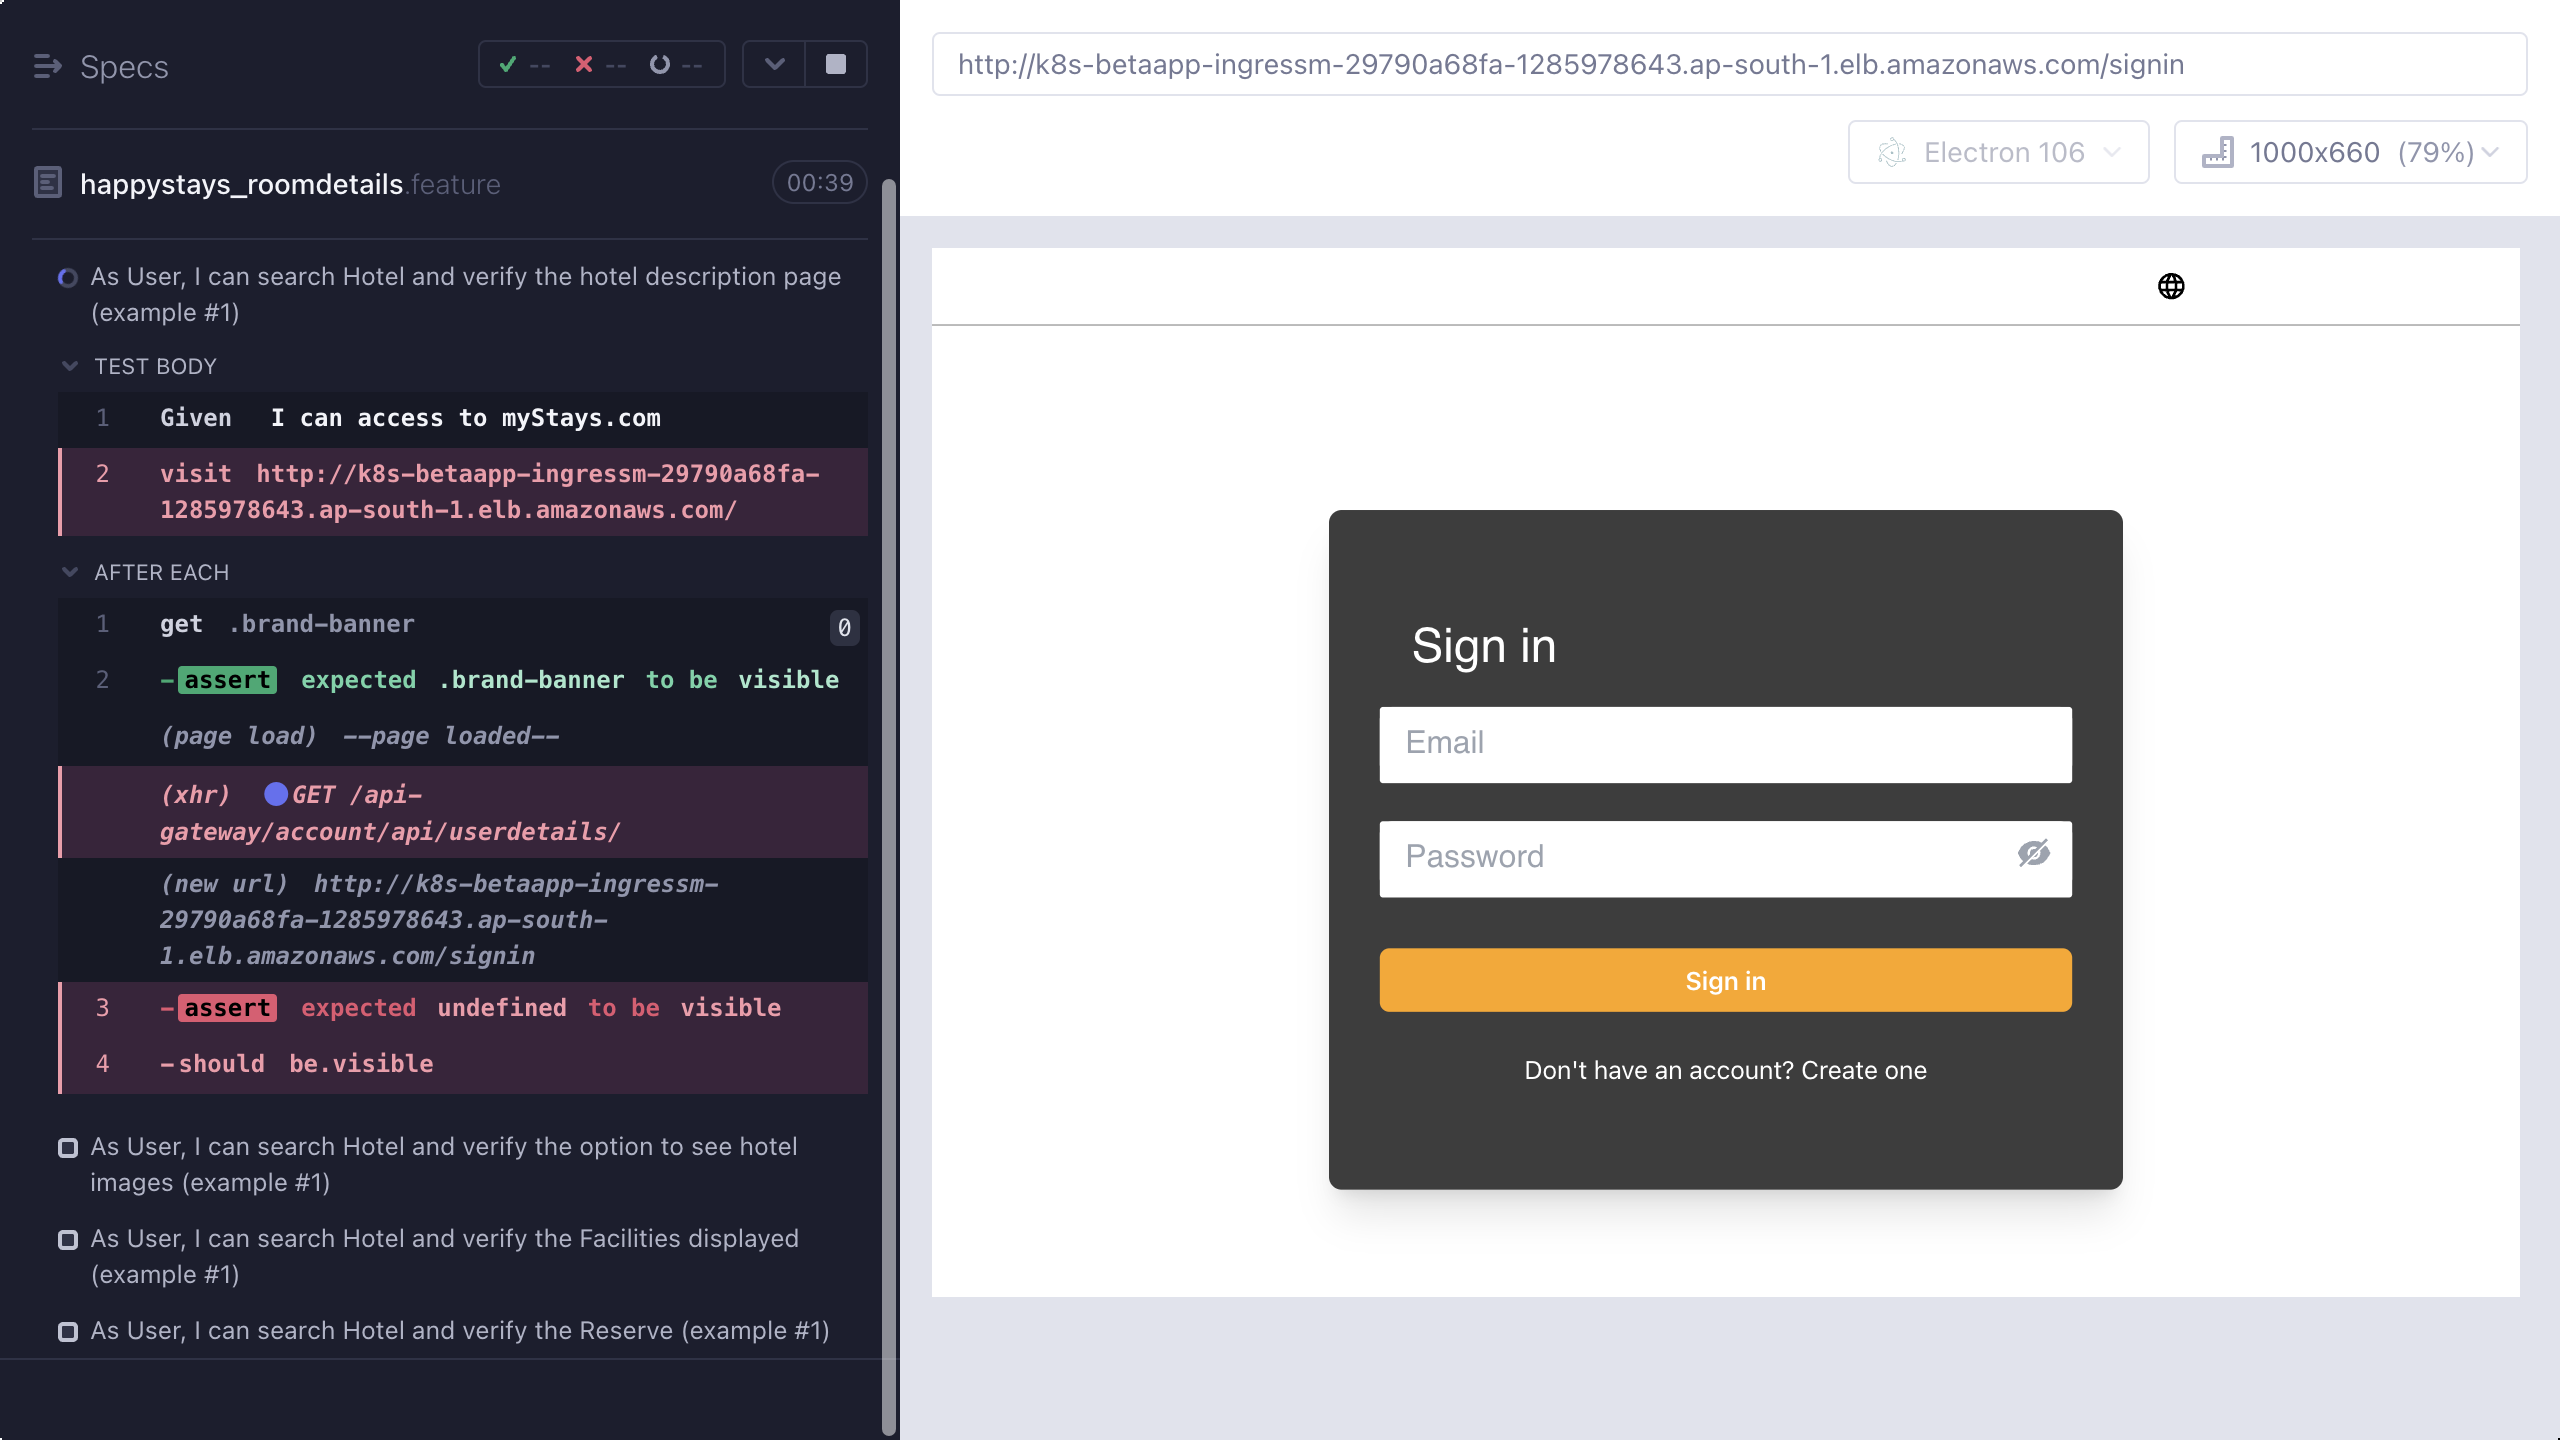 Specs
-- -- --
happystays_roomdetails.feature
00:39
As User, I can search Hotel and verify the hotel description page
(example #1)
TEST BODY
1 Given I can access to myStays.com
2 visit http://k8s-betaapp-ingressm-29790a68fa-
1285978643.ap-south-1.elb.amazonaws.com/
AFTER EACH
1 get .brand-banner 0
2 -assert expected .brand-banner to be visible
(page load) --page loaded--
(xhr) GET /api-
gateway/account/api/userdetails/
(new url) http://k8s-betaapp-ingressm-
29790a68fa-1285978643.ap-south-
1.elb.amazonaws.com/signin
3 -assert expected undefined to be visible
4 -should be.visible
As User, I can search Hotel and verify the option to see hotel
images (example #1)
As User, I can search Hotel and verify the Facilities displayed
(example #1)
As User, I can search Hotel and verify the Reserve (example #1)
http://k8s-betaapp-ingressm-29790a68fa-1285978643.ap-south-1.elb.amazonaws.com/signin
Electron 106
1000x660 (79%)
Sign in
Email
Password
Sign in
Don't have an account? Create one